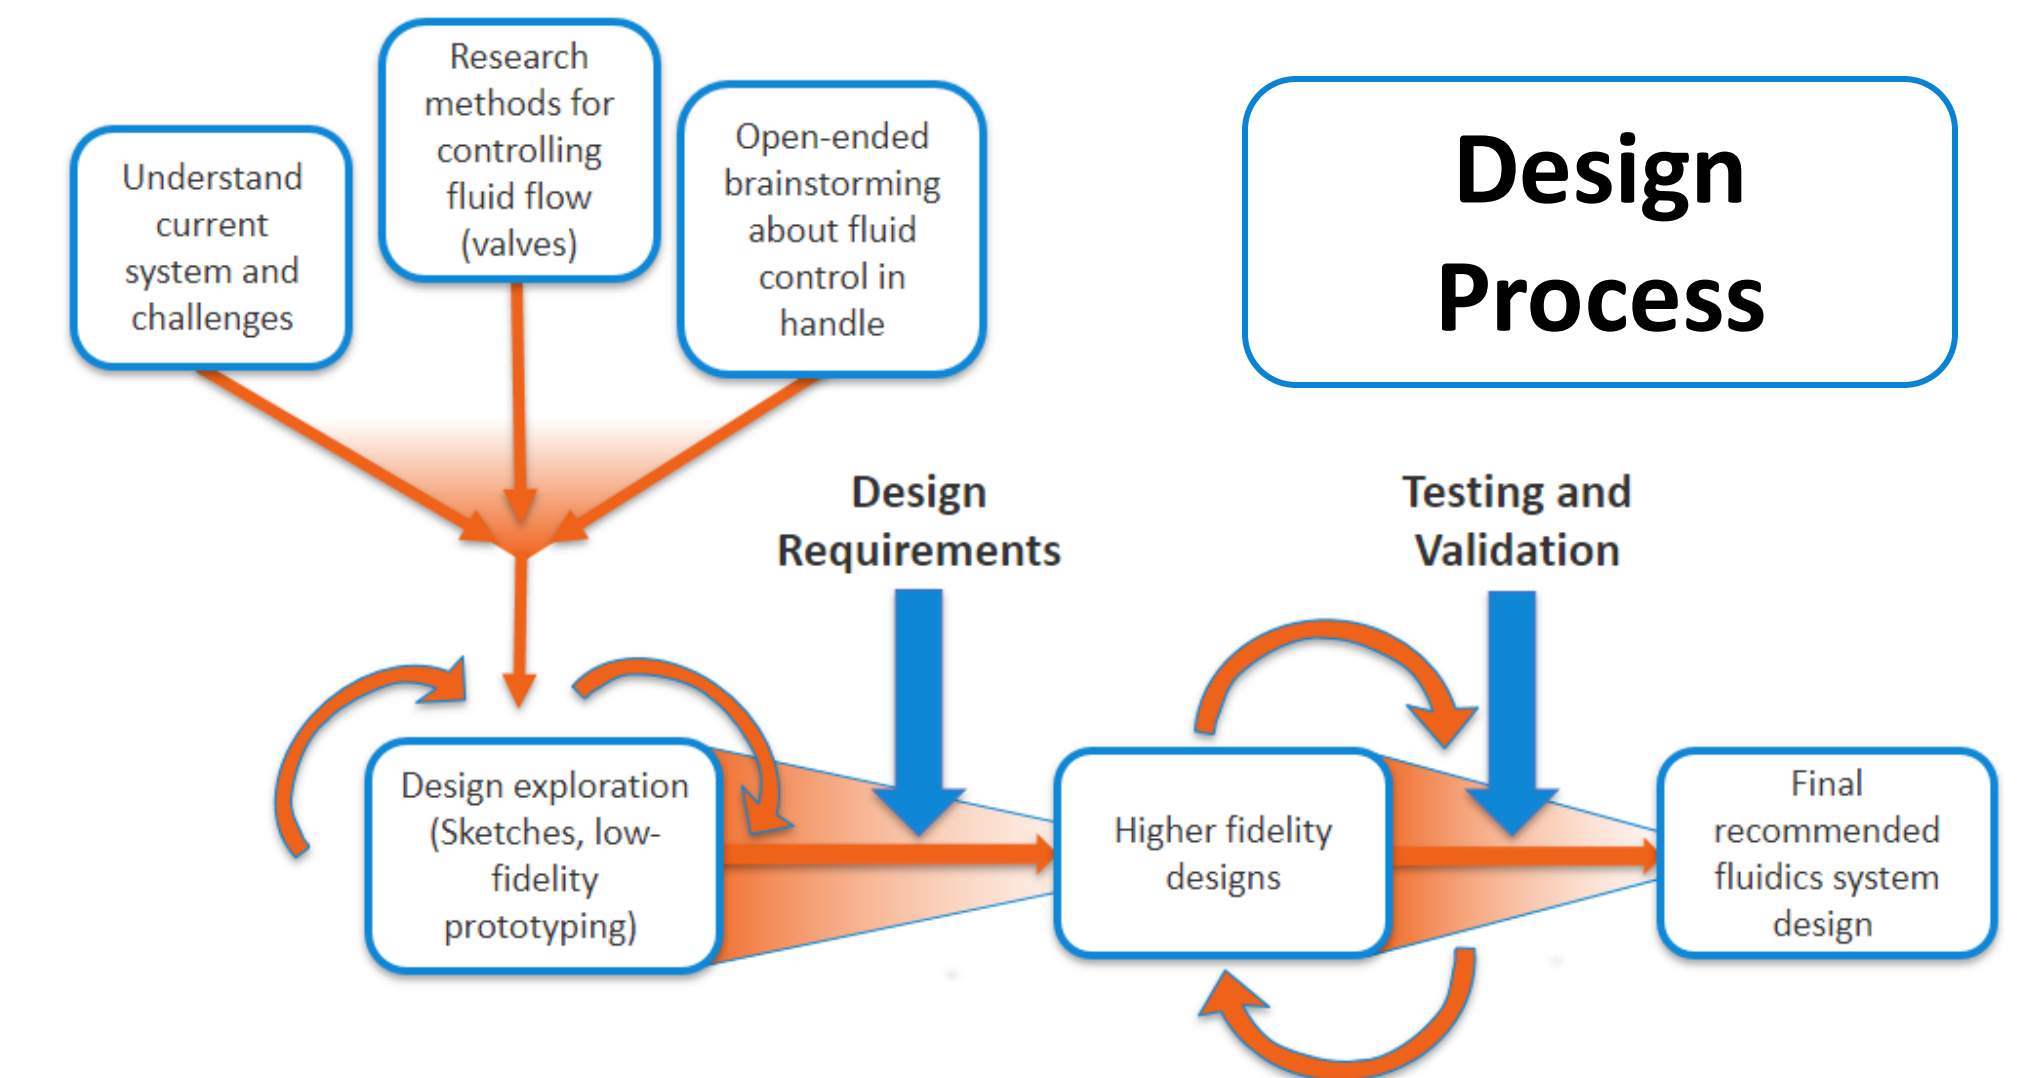 Understand
current
system and
challenges
Research
methods for
controlling
fluid flow
(valves)
Open-ended
brainstorming
about fluid
control in
handle
Design
Process
Design
Requirements
Testing and
Validation
Design exploration
(Sketches, low-
fidelity
prototyping)
Higher fidelity
designs
Final
recommended
fluidics system
design